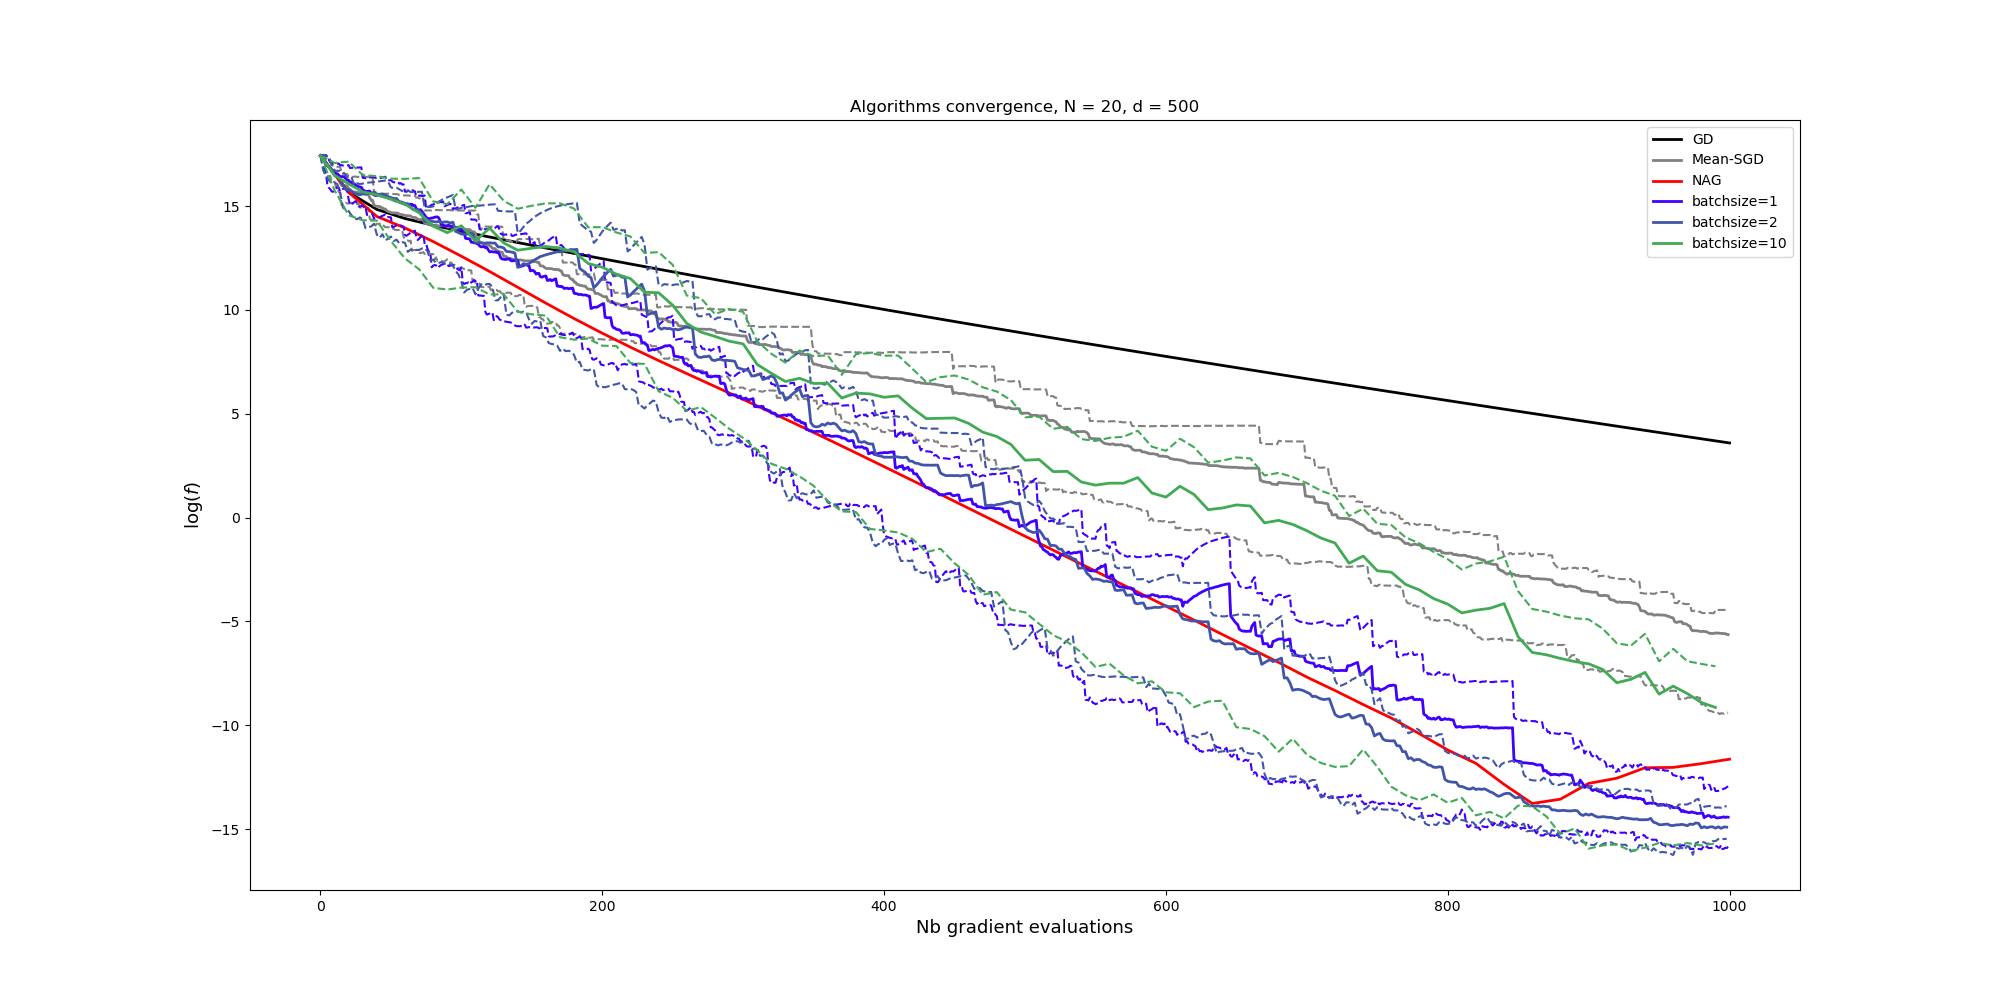 Algorithms convergence, N = 20, d = 500
GD
Mean-SGD
NAG
batchsize=1
batchsize=2
batchsize=10
log(f)
15
10
5
0
−5
−10
−15
0 200 400 600 800 1000
Nb gradient evaluations